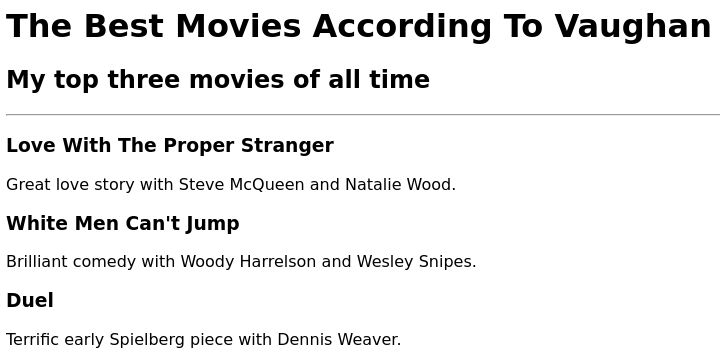 The Best Movies According To Vaughan
My top three movies of all time
Love With The Proper Stranger
Great love story with Steve McQueen and Natalie Wood.
White Men Can't Jump
Brilliant comedy with Woody Harrelson and Wesley Snipes.
Duel
Terrific early Spielberg piece with Dennis Weaver.